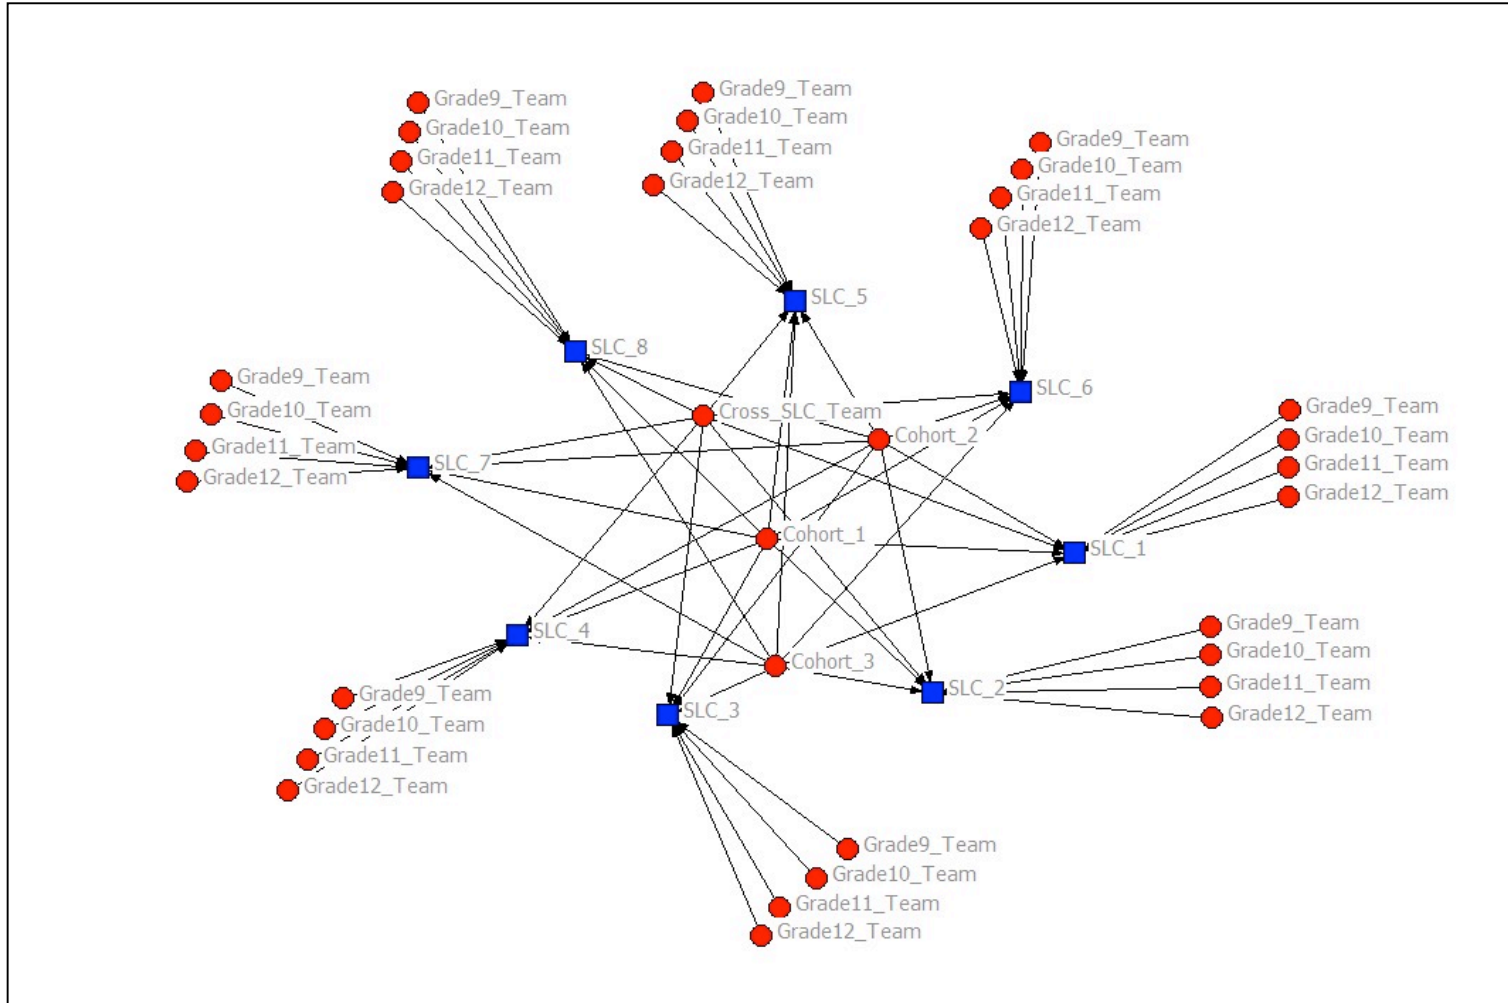 Grade9_Team
Grade10_Team
Grade11_Team
Grade12_Team
Grade9_Team
Grade10_Team
Grade11_Team
Grade12_Team
Grade9_Team
Grade10_Team
Grade11_Team
Grade12_Team
SLC_5
SLC_8
SLC_6
Grade9_Team
Grade10_Team
Grade11_Team
Grade12_Team
SLC_7
Cross_SLC_Team
Cohort_2
Grade9_Team
Grade10_Team
Grade11_Team
Grade12_Team
Cohort_1
SLC_1
SLC_4
Cohort_3
SLC_3
SLC_2
Grade9_Team
Grade10_Team
Grade11_Team
Grade12_Team
Grade9_Team
Grade10_Team
Grade11_Team
Grade12_Team
Grade9_Team
Grade10_Team
Grade11_Team
Grade12_Team